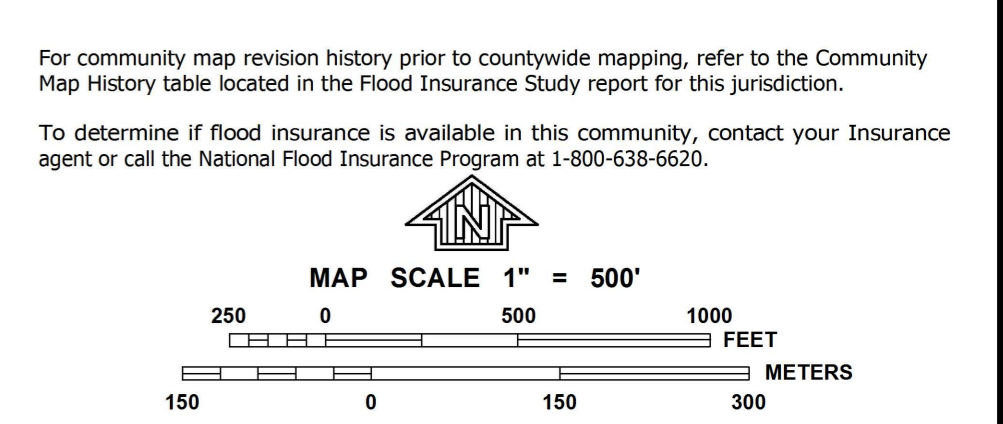 For community map revision history prior to countywide mapping, refer to the Community
Map History table located in the Flood Insurance Study report for this jurisdiction.
To determine if flood insurance is available in this community, contact your Insurance
agent or call the National Flood Insurance Program at 1-800-638-6620.
N
MAP SCALE 1" = 500'
250 0 500 1000
FEET
METERS
150 0 150 300